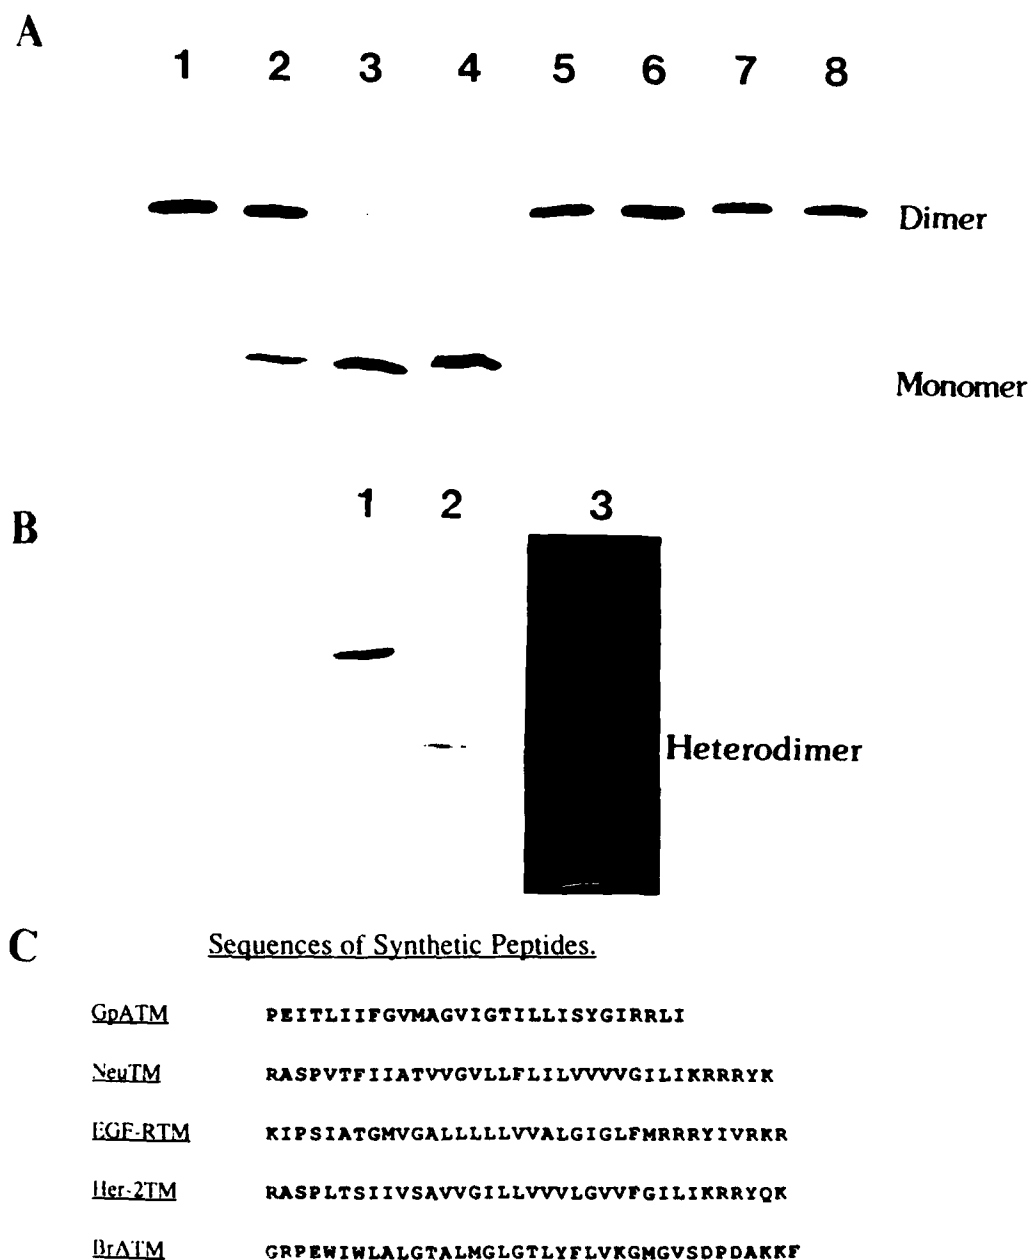 A
1 2 3 4 5 6 7 8
Dimer
Monomer
B
1 2 3
Heterodimer
C
Sequences of Synthetic Peptides.
GpATM PEITLIIFGVMAGVIGTILLISYGIRRLI
NeuTM RASPVTFIIATVVGVLLFLILVVVVGILIKRRRYK
EGF-RTM KIPSIATGMVGALLLLLVVALGIGLFMRRRYIVRKR
Her-2TM RASPLTSIIVSAVVGILLVVVLGVVFGILIKRRYQK
BrATM GRPEWIWLALGTALMGLGTLYFLVKGMGVSDPDAKKF